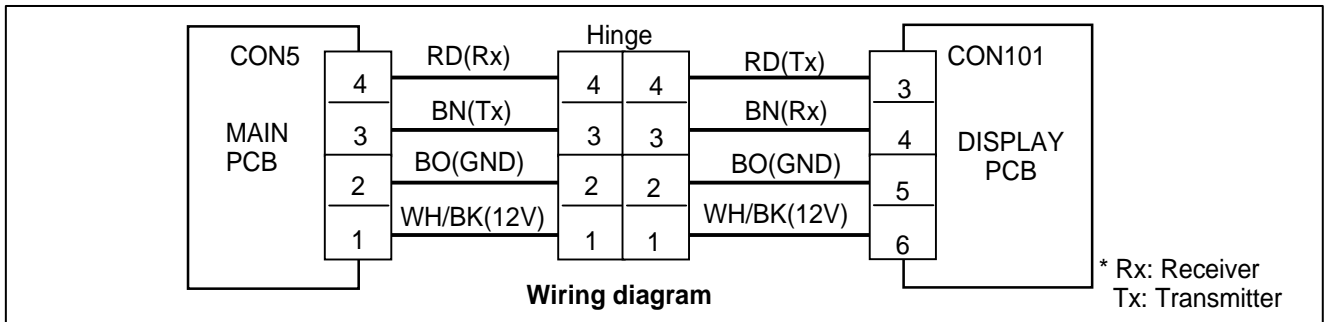 Hinge
CON5 RD(Rx) RD(Tx) CON101
4 4 4 3
BN(Tx) BN(Rx)
MAIN 3 3 3 4 DISPLAY
PCB BO(GND) BO(GND) PCB
2 2 2 5
WH/BK(12V) WH/BK(12V)
1 1 1 6
* Rx: Receiver
Wiring diagram Tx: Transmitter